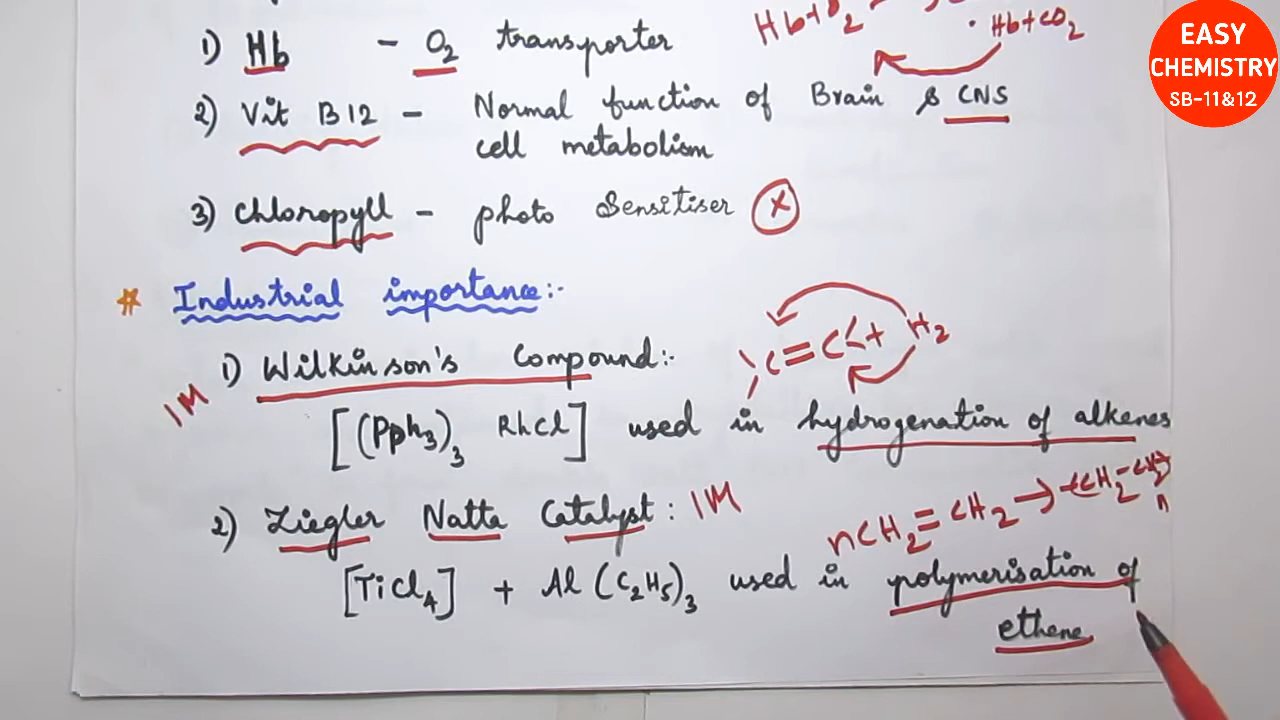 Hb+O2
Hb+CO2
1) Hb - O2 transporter
2) Vit B12 - Normal function of Brain & CNS
cell metabolism
3) Chloropyll - photo Sensitiser X
* Industrial importance:-
1) Wilkinson's Compound:-
C=C< + H2
1M
[(Pph3)3 RhCl] used in hydrogenation of alkenes
2) Ziegler Natta Catalyst: 1M
nCH2=CH2 → -(CH2-CH2)-n
[TiCl4] + Al(C2H5)3 used in polymerisation of
ethene
EASY
CHEMISTRY
SB-11&12